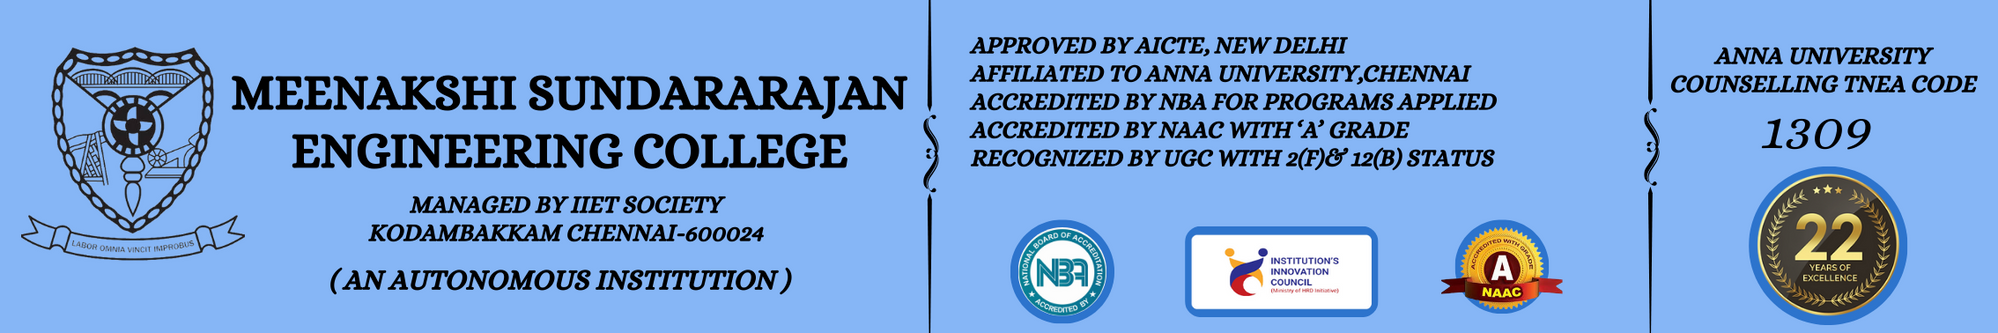 MEENAKSHI SUNDARARAJAN
ENGINEERING COLLEGE
MANAGED BY IIET SOCIETY
KODAMBAKKAM CHENNAI-600024
( AN AUTONOMOUS INSTITUTION )
LABOR OMNIA VINCIT IMPROBUS
APPROVED BY AICTE, NEW DELHI
AFFILIATED TO ANNA UNIVERSITY,CHENNAI
ACCREDITED BY NBA FOR PROGRAMS APPLIED
ACCREDITED BY NAAC WITH ‘A’ GRADE
RECOGNIZED BY UGC WITH 2(F)& 12(B) STATUS
NATIONAL BOARD OF ACCREDITATION
NBA
ACCREDITED BY
INSTITUTION'S
INNOVATION
COUNCIL
(Ministry of HRD Initiative)
ACCREDITED WITH GRADE
A
NAAC
ANNA UNIVERSITY
COUNSELLING TNEA CODE
1309
22
YEARS OF
EXCELLENCE